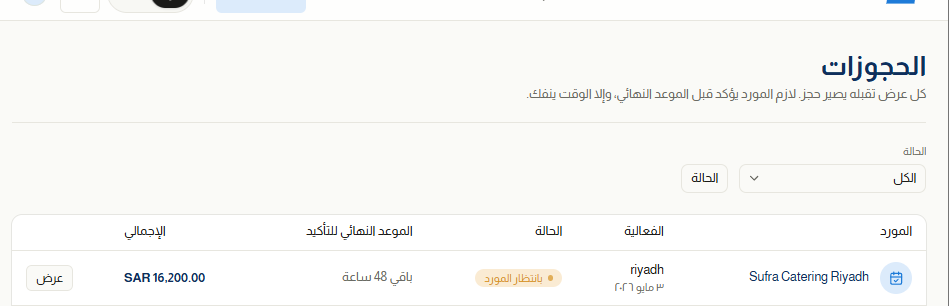 الحجوزات
كل عرض تقبله يصير حجز. لازم المورد يؤكد قبل الموعد النهائي، وإلا الوقت ينفك.
الحالة
الكل
الحالة
المورد الفعالية الحالة الموعد النهائي للتأكيد الإجمالي
Sufra Catering Riyadh riyadh بانتظار المورد باقي 48 ساعة SAR 16,200.00 عرض
٣ مايو ٢٠٢٦